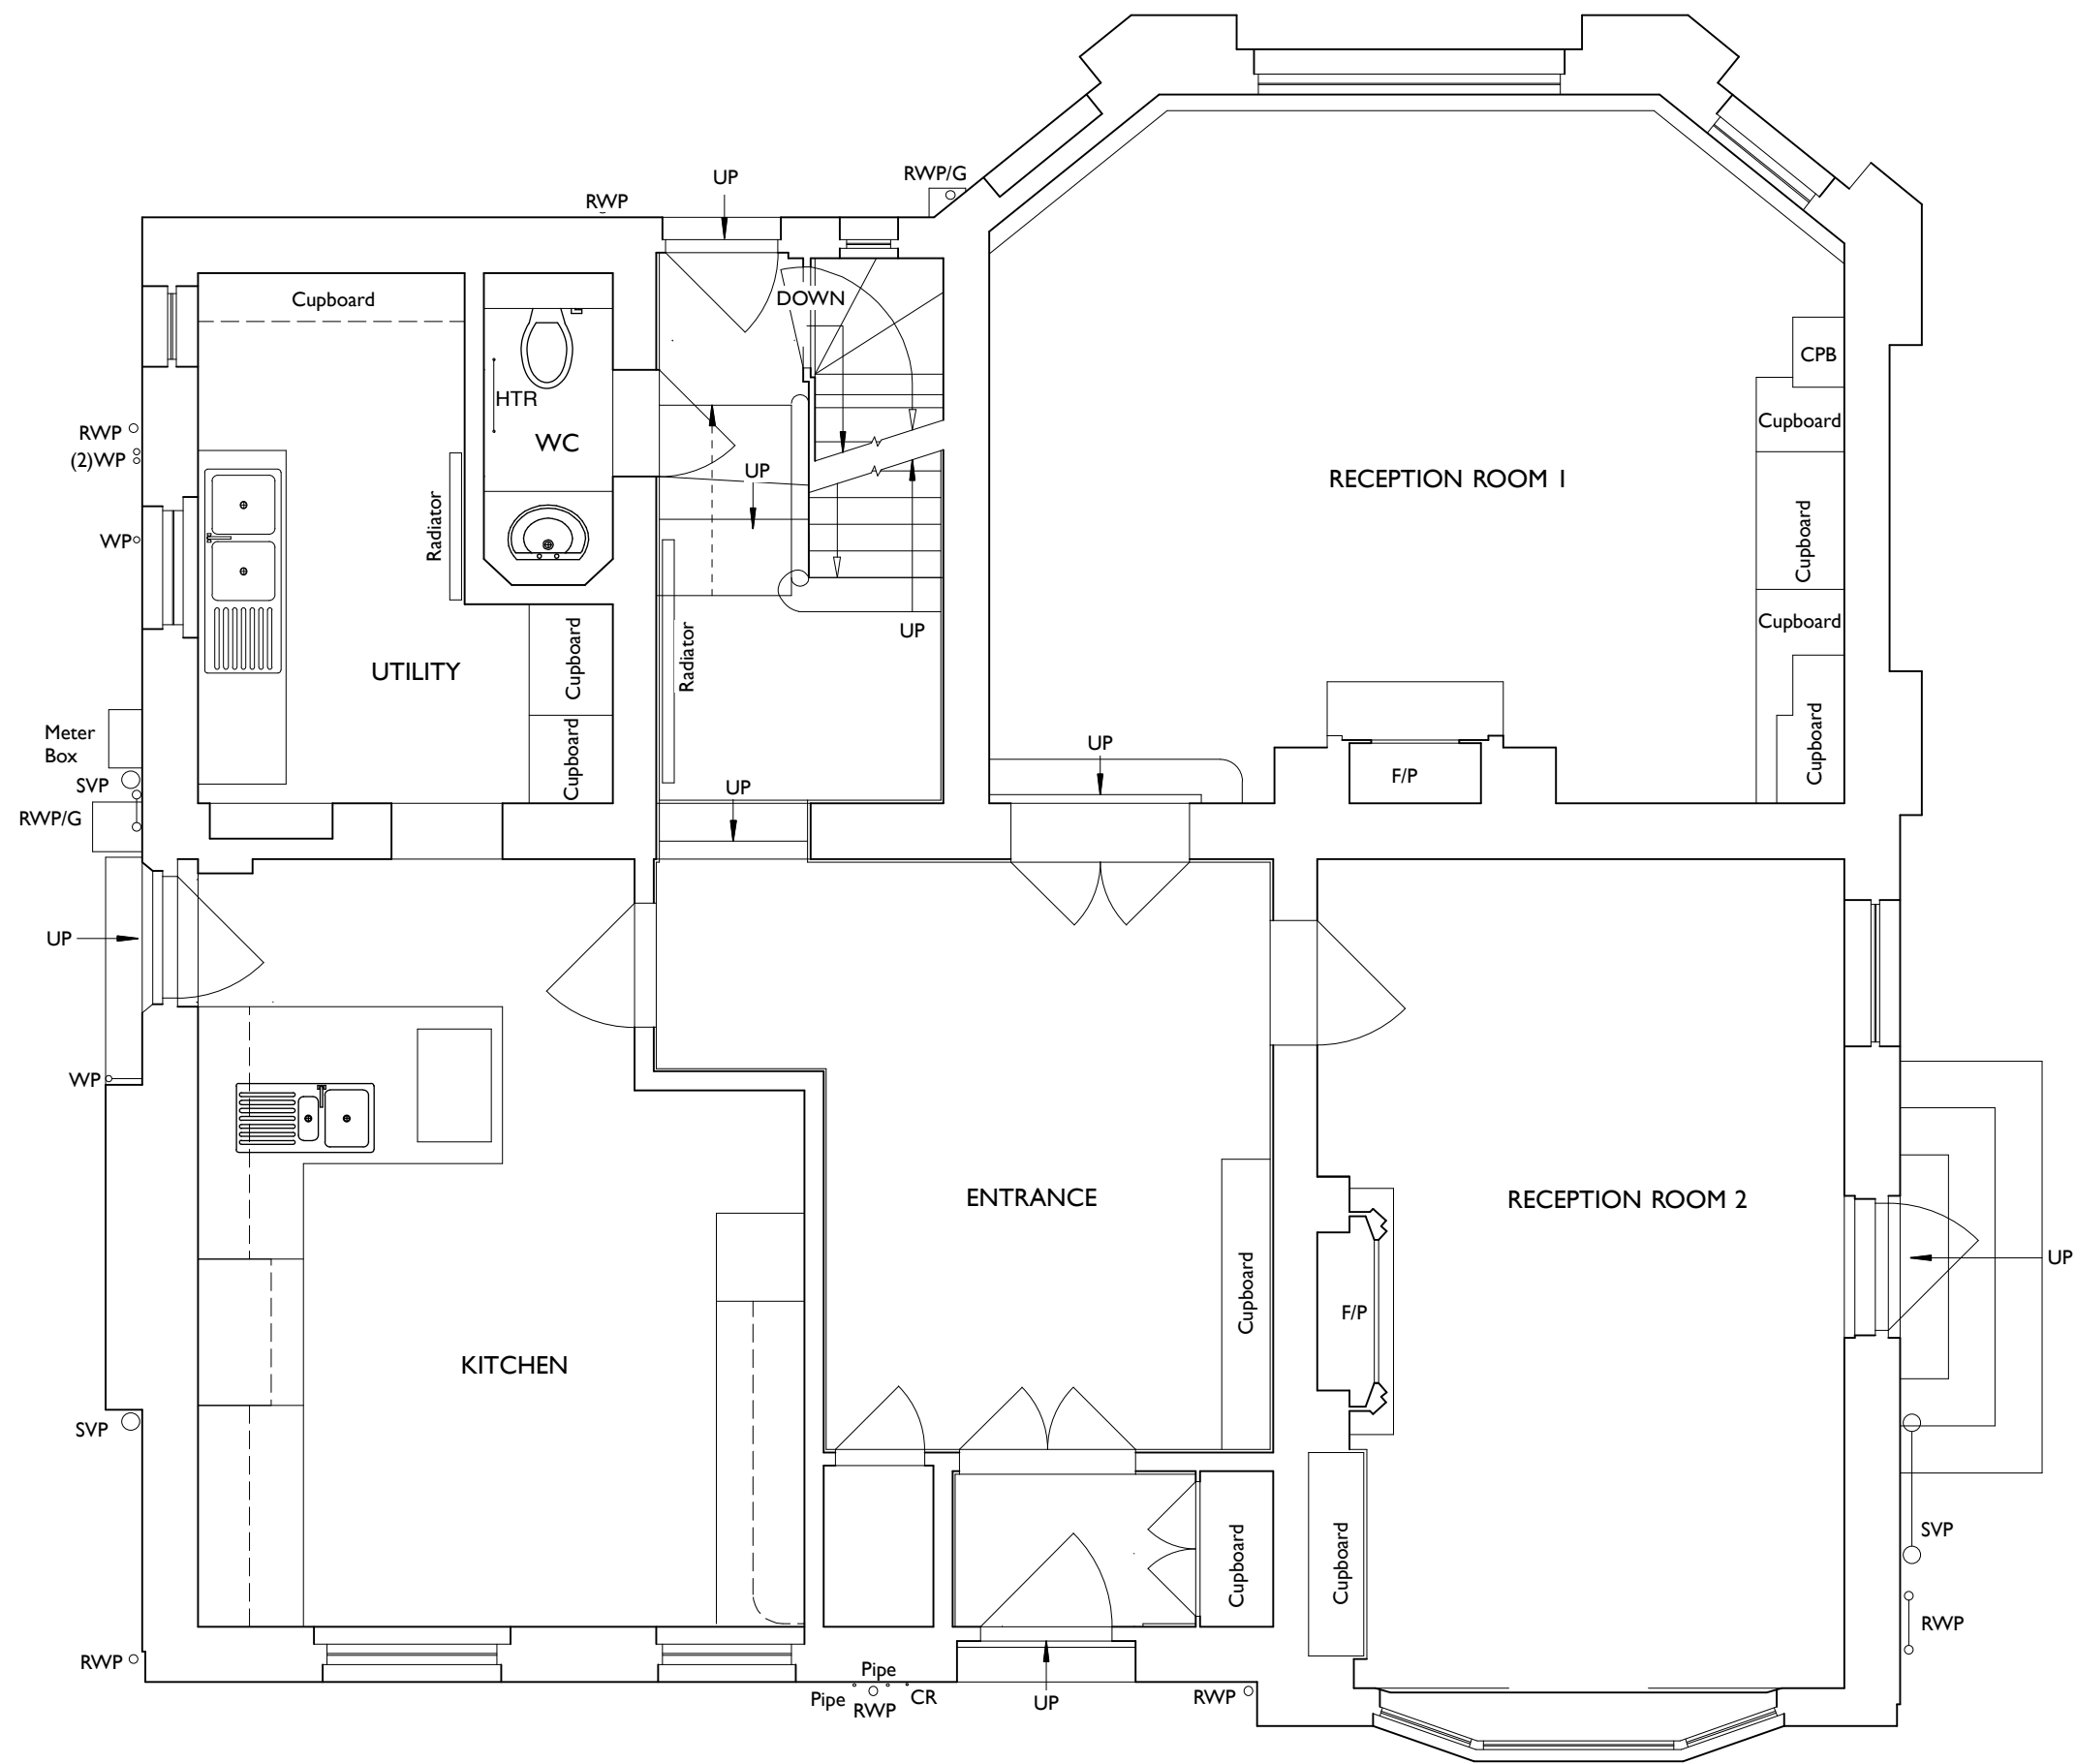 RWP/G
UP
RWP
Cupboard
DOWN
CPB
HTR
Cupboard
RWP
WC
(2)WP
UP
RECEPTION ROOM 1
Radiator
Cupboard
WP
Cupboard
UP
Cupboard
Radiator
UTILITY
Meter
Box
Cupboard
UP
Cupboard
SVP
UP
F/P
RWP/G
UP
WP
ENTRANCE
RECEPTION ROOM 2
UP
Cupboard
F/P
KITCHEN
SVP
SVP
Cupboard
Cupboard
RWP
RWP
Pipe
Pipe
CR
RWP
UP
RWP